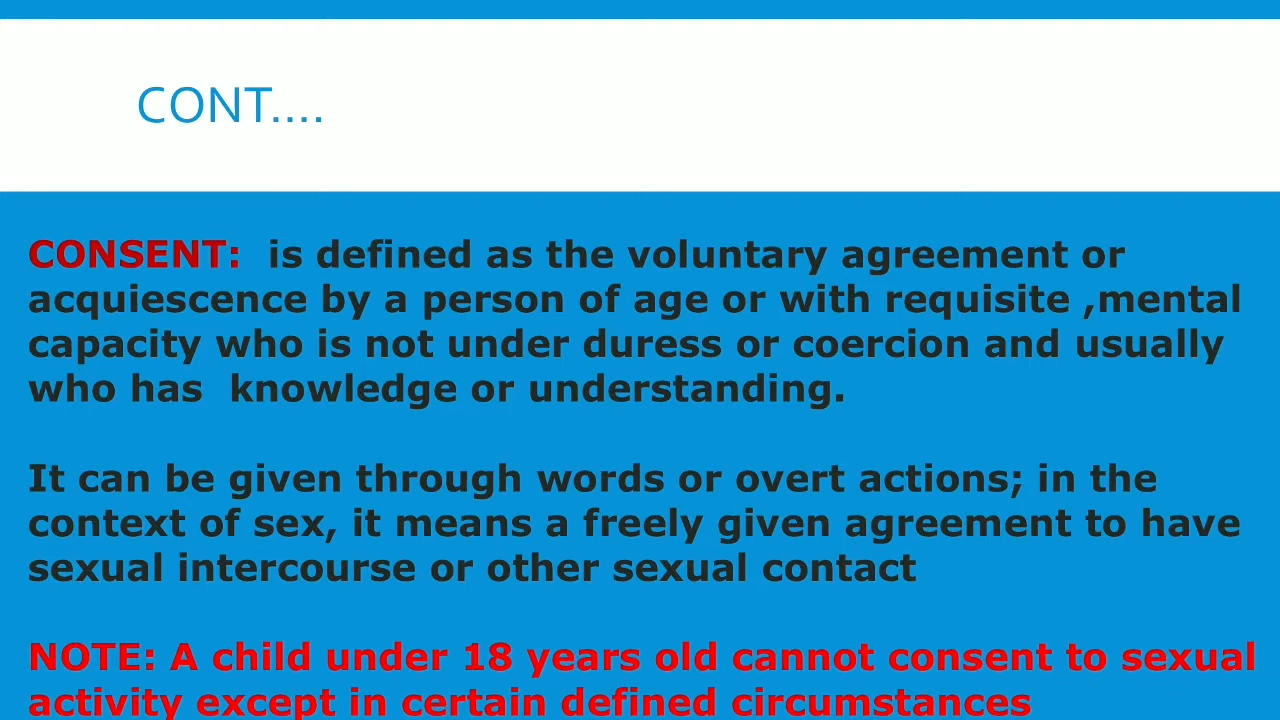 CONT....
CONSENT:  is defined as the voluntary agreement or
acquiescence by a person of age or with requisite ,mental
capacity who is not under duress or coercion and usually
who has  knowledge or understanding.
It can be given through words or overt actions; in the
context of sex, it means a freely given agreement to have
sexual intercourse or other sexual contact
NOTE: A child under 18 years old cannot consent to sexual
activity except in certain defined circumstances